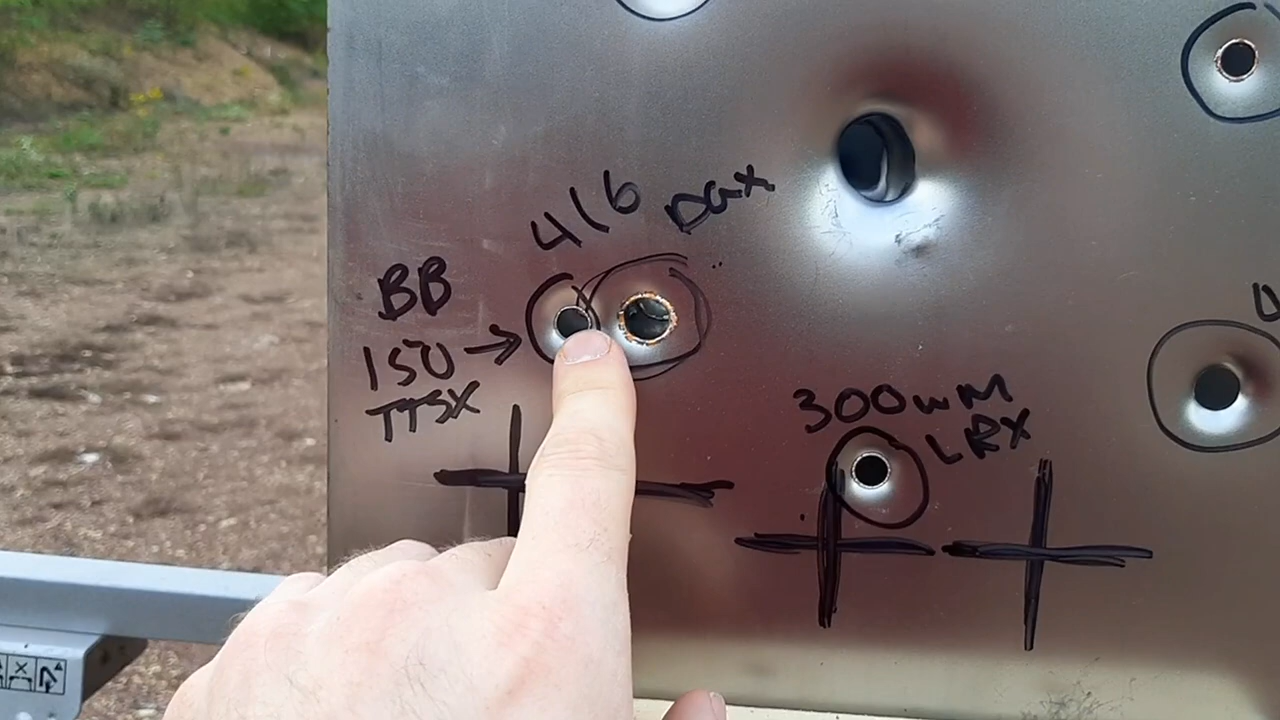 416 DGX
BB
150 →
TTSX
300WM
LRX